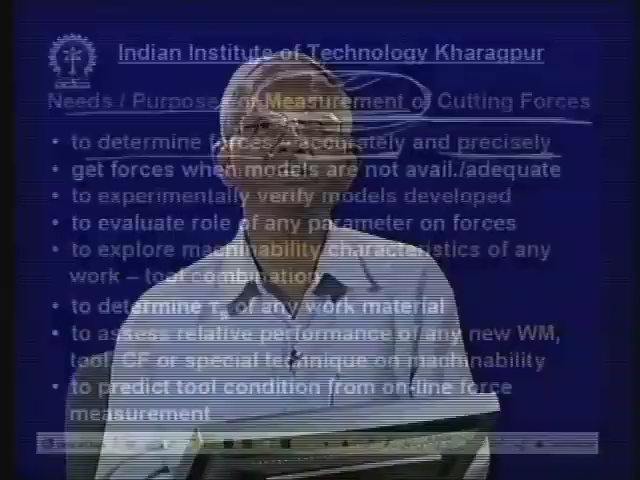 Indian Institute of Technology Kharagpur
Needs / Purpose for Measurement of Cutting Forces
• to determine forces accurately and precisely
• get forces when models are not avail./adequate
• to experimentally verify models developed
• to evaluate role of any parameter on forces
• to explore machinability characteristics of any
work – tool combination
• to determine τs of any work material
• to assess relative performance of any new WM,
tool, CF or special technique on machinability
• to predict tool condition from on-line force
measurement